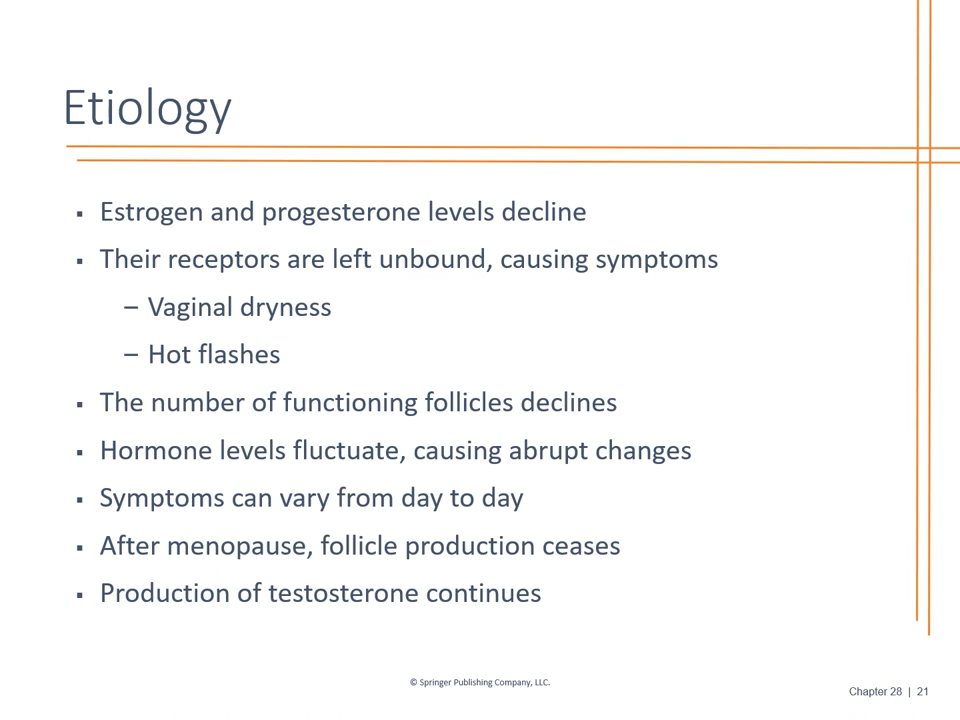 Etiology
▪ Estrogen and progesterone levels decline
▪ Their receptors are left unbound, causing symptoms
– Vaginal dryness
– Hot flashes
▪ The number of functioning follicles declines
▪ Hormone levels fluctuate, causing abrupt changes
▪ Symptoms can vary from day to day
▪ After menopause, follicle production ceases
▪ Production of testosterone continues
© Springer Publishing Company, LLC.
Chapter 28 | 21